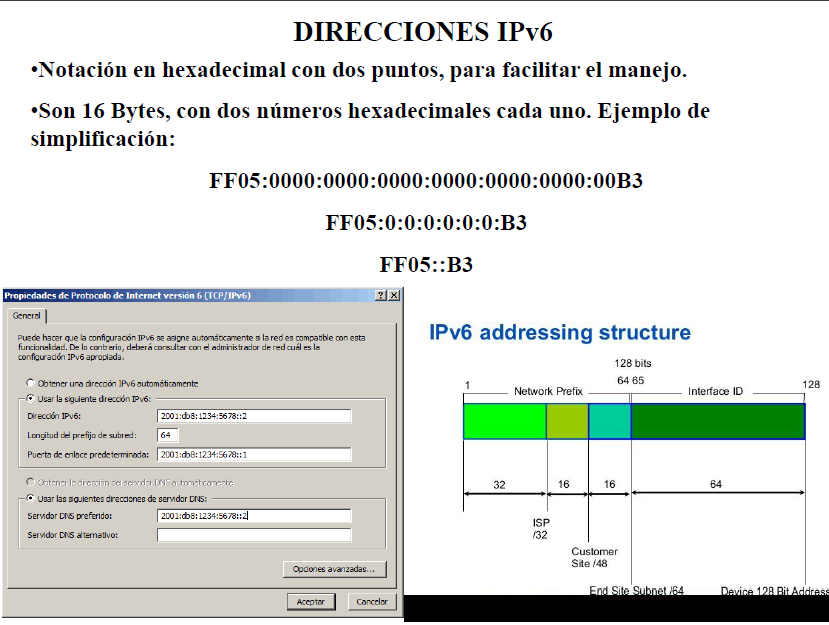 DIRECCIONES IPv6
•Notación en hexadecimal con dos puntos, para facilitar el manejo.
•Son 16 Bytes, con dos números hexadecimales cada uno. Ejemplo de
simplificación:
FF05:0000:0000:0000:0000:0000:0000:00B3
FF05:0:0:0:0:0:0:B3
FF05::B3
Propiedades de Protocolo de Internet versión 6 (TCP/IPv6)
General
Puede hacer que la configuración IPv6 se asigne automáticamente si la red es compatible con esta
funcionalidad. De lo contrario, deberá consultar con el administrador de red cuál es la
configuración IPv6 apropiada.
Obtener una dirección IPv6 automáticamente
Usar la siguiente dirección IPv6:
Dirección IPv6: 2001:db8:1234:5678::2
Longitud del prefijo de subred: 64
Puerta de enlace predeterminada: 2001:db8:1234:5678::1
Obtener la dirección del servidor DNS automáticamente
Usar las siguientes direcciones de servidor DNS:
Servidor DNS preferido: 2001:db8:1234:5678::2
Servidor DNS alternativo:
Opciones avanzadas...
Aceptar Cancelar
IPv6 addressing structure
128 bits
1 Network Prefix 64 65 Interface ID 128
32 16 16 64
ISP
/32
Customer
Site /48
End Site Subnet /64 Device 128 Bit Address